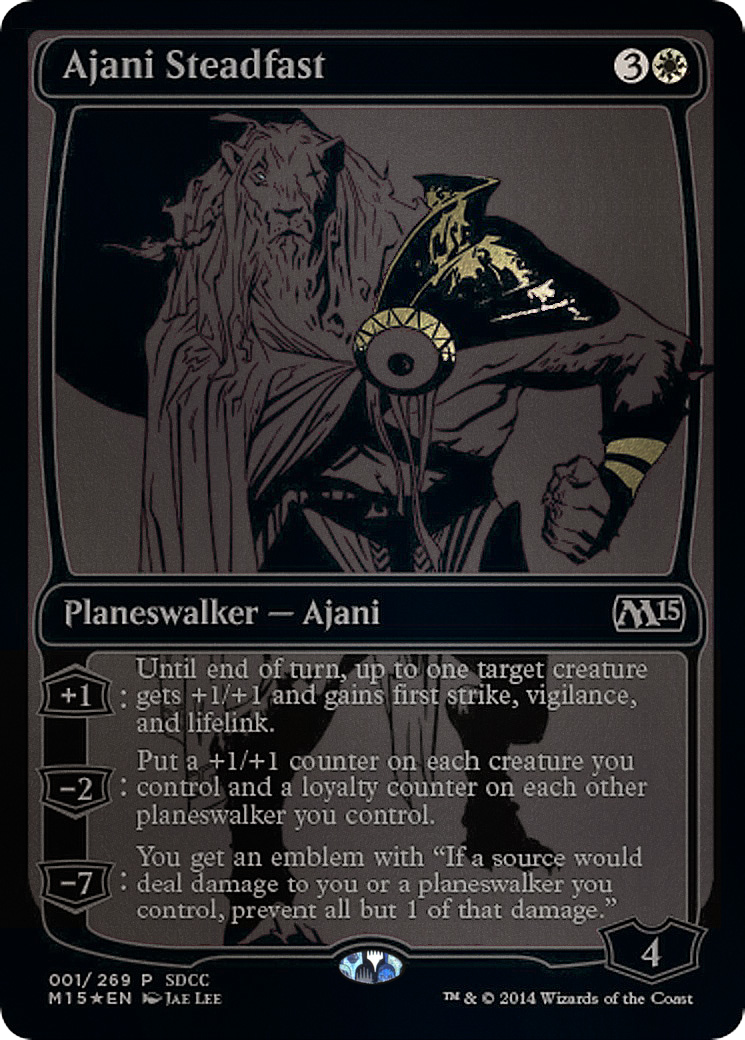 Ajani Steadfast 3
Planeswalker — Ajani M15
+1 : Until end of turn, up to one target creature
gets +1/+1 and gains first strike, vigilance,
and lifelink.
−2 : Put a +1/+1 counter on each creature you
control and a loyalty counter on each other
planeswalker you control.
−7 : You get an emblem with “If a source would
deal damage to you or a planeswalker you
control, prevent all but 1 of that damage.”
4
001/269 P SDCC
M15★EN Jae Lee
™ & © 2014 Wizards of the Coast